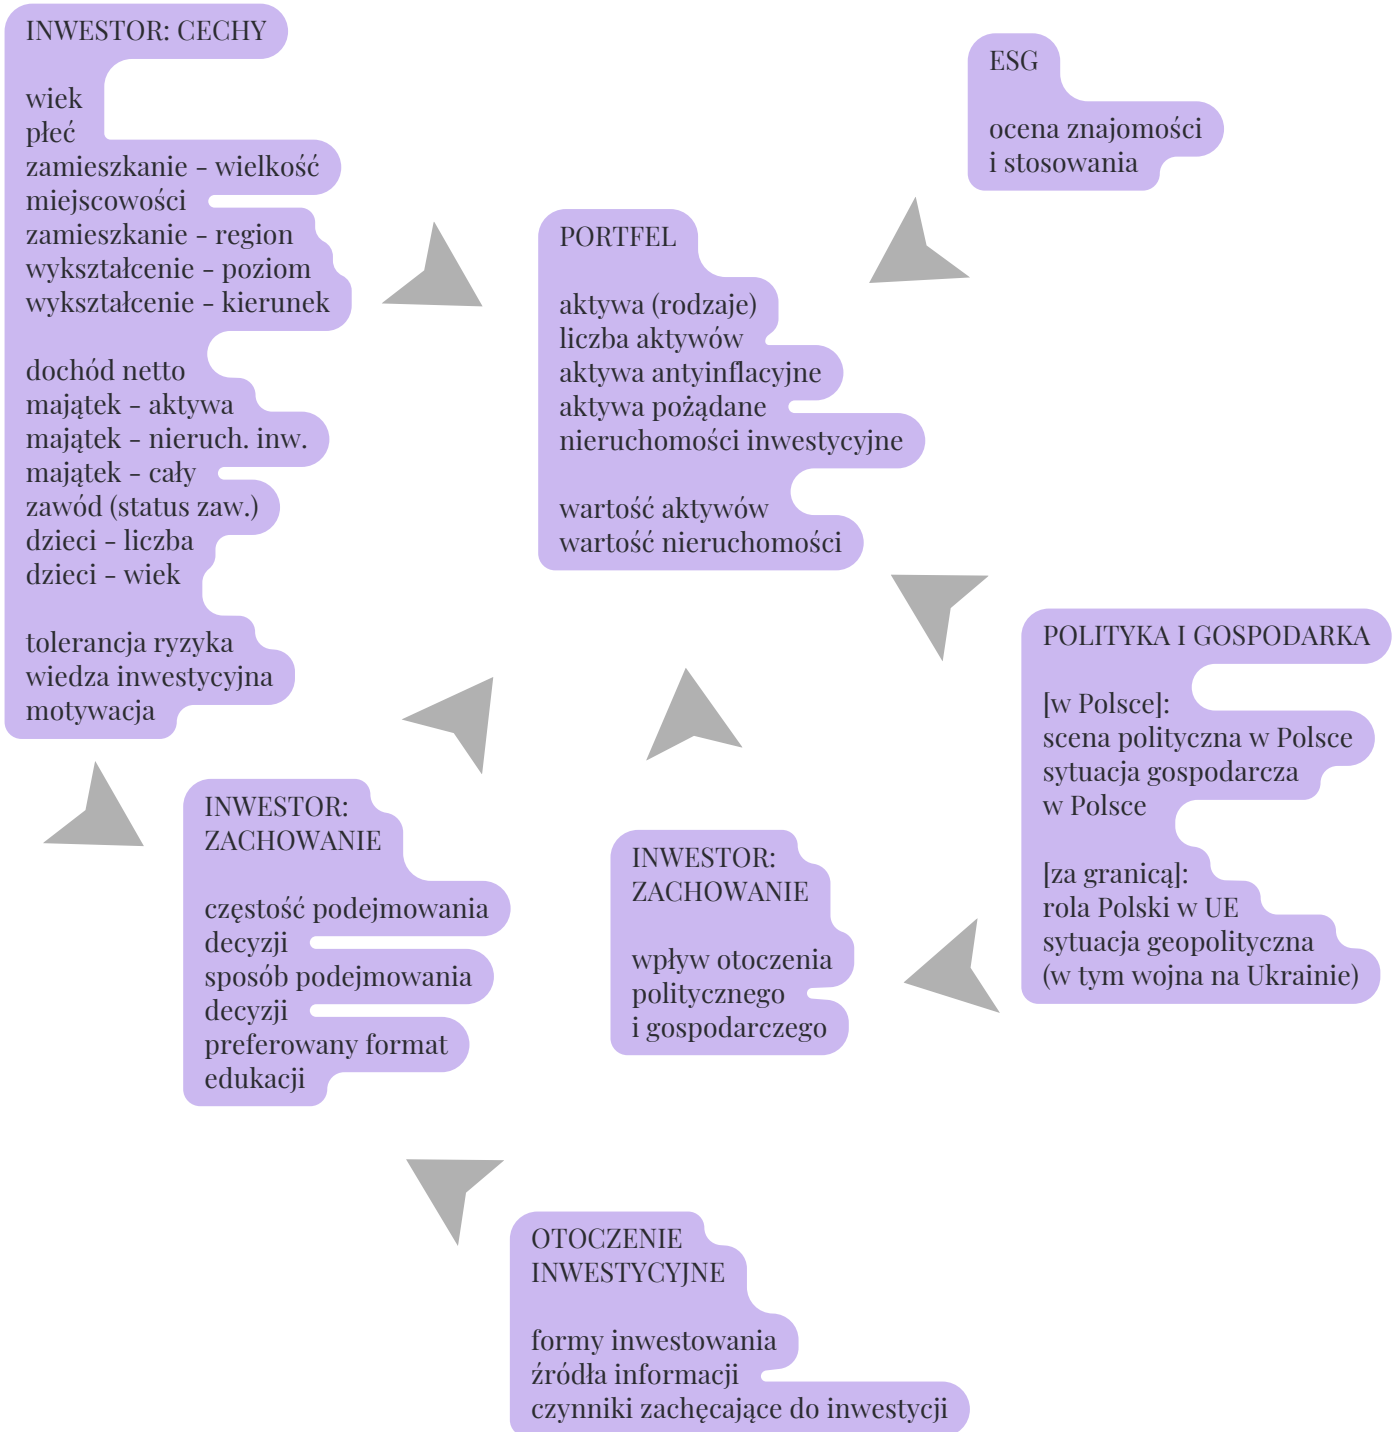 INWESTOR: CECHY
wiek
płeć
zamieszkanie - wielkość
miejscowości
zamieszkanie - region
wykształcenie - poziom
wykształcenie - kierunek
dochód netto
majątek - aktywa
majątek - nieruch. inw.
majątek - cały
zawód (status zaw.)
dzieci - liczba
dzieci - wiek
tolerancja ryzyka
wiedza inwestycyjna
motywacja
ESG
ocena znajomości
i stosowania
PORTFEL
aktywa (rodzaje)
liczba aktywów
aktywa antyinflacyjne
aktywa pożądane
nieruchomości inwestycyjne
wartość aktywów
wartość nieruchomości
POLITYKA I GOSPODARKA
[w Polsce]:
scena polityczna w Polsce
sytuacja gospodarcza
w Polsce
[za granicą]:
rola Polski w UE
sytuacja geopolityczna
(w tym wojna na Ukrainie)
INWESTOR:
ZACHOWANIE
częstość podejmowania
decyzji
sposób podejmowania
decyzji
preferowany format
edukacji
INWESTOR:
ZACHOWANIE
wpływ otoczenia
politycznego
i gospodarczego
OTOCZENIE
INWESTYCYJNE
formy inwestowania
źródła informacji
czynniki zachęcające do inwestycji